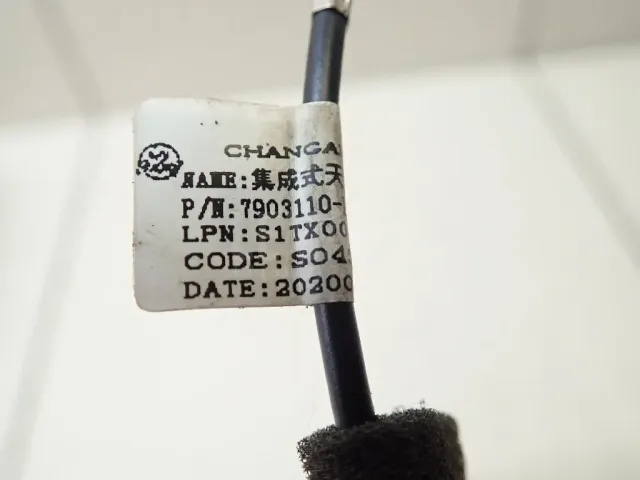 CHANGA
NAME:集成式天
P/N:7903110-
LPN:S1TX00
CODE:S04
DATE:20200